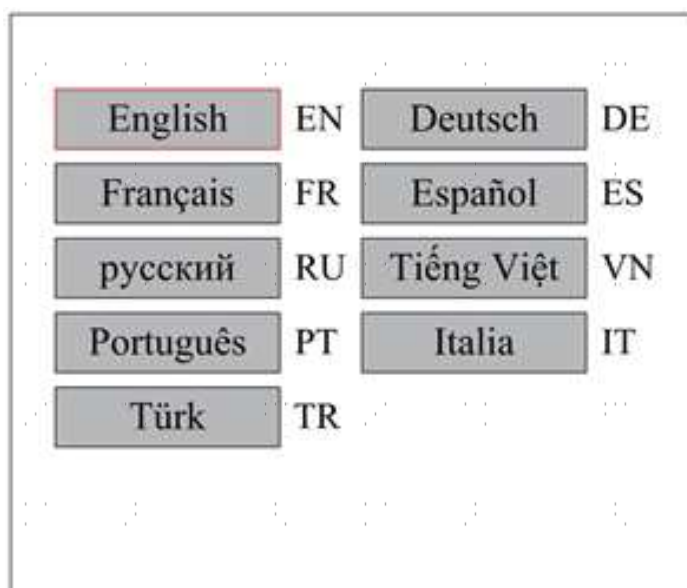 English EN Deutsch DE
Français FR Español ES
русский RU Tiếng Việt VN
Português PT Italia IT
Türk TR